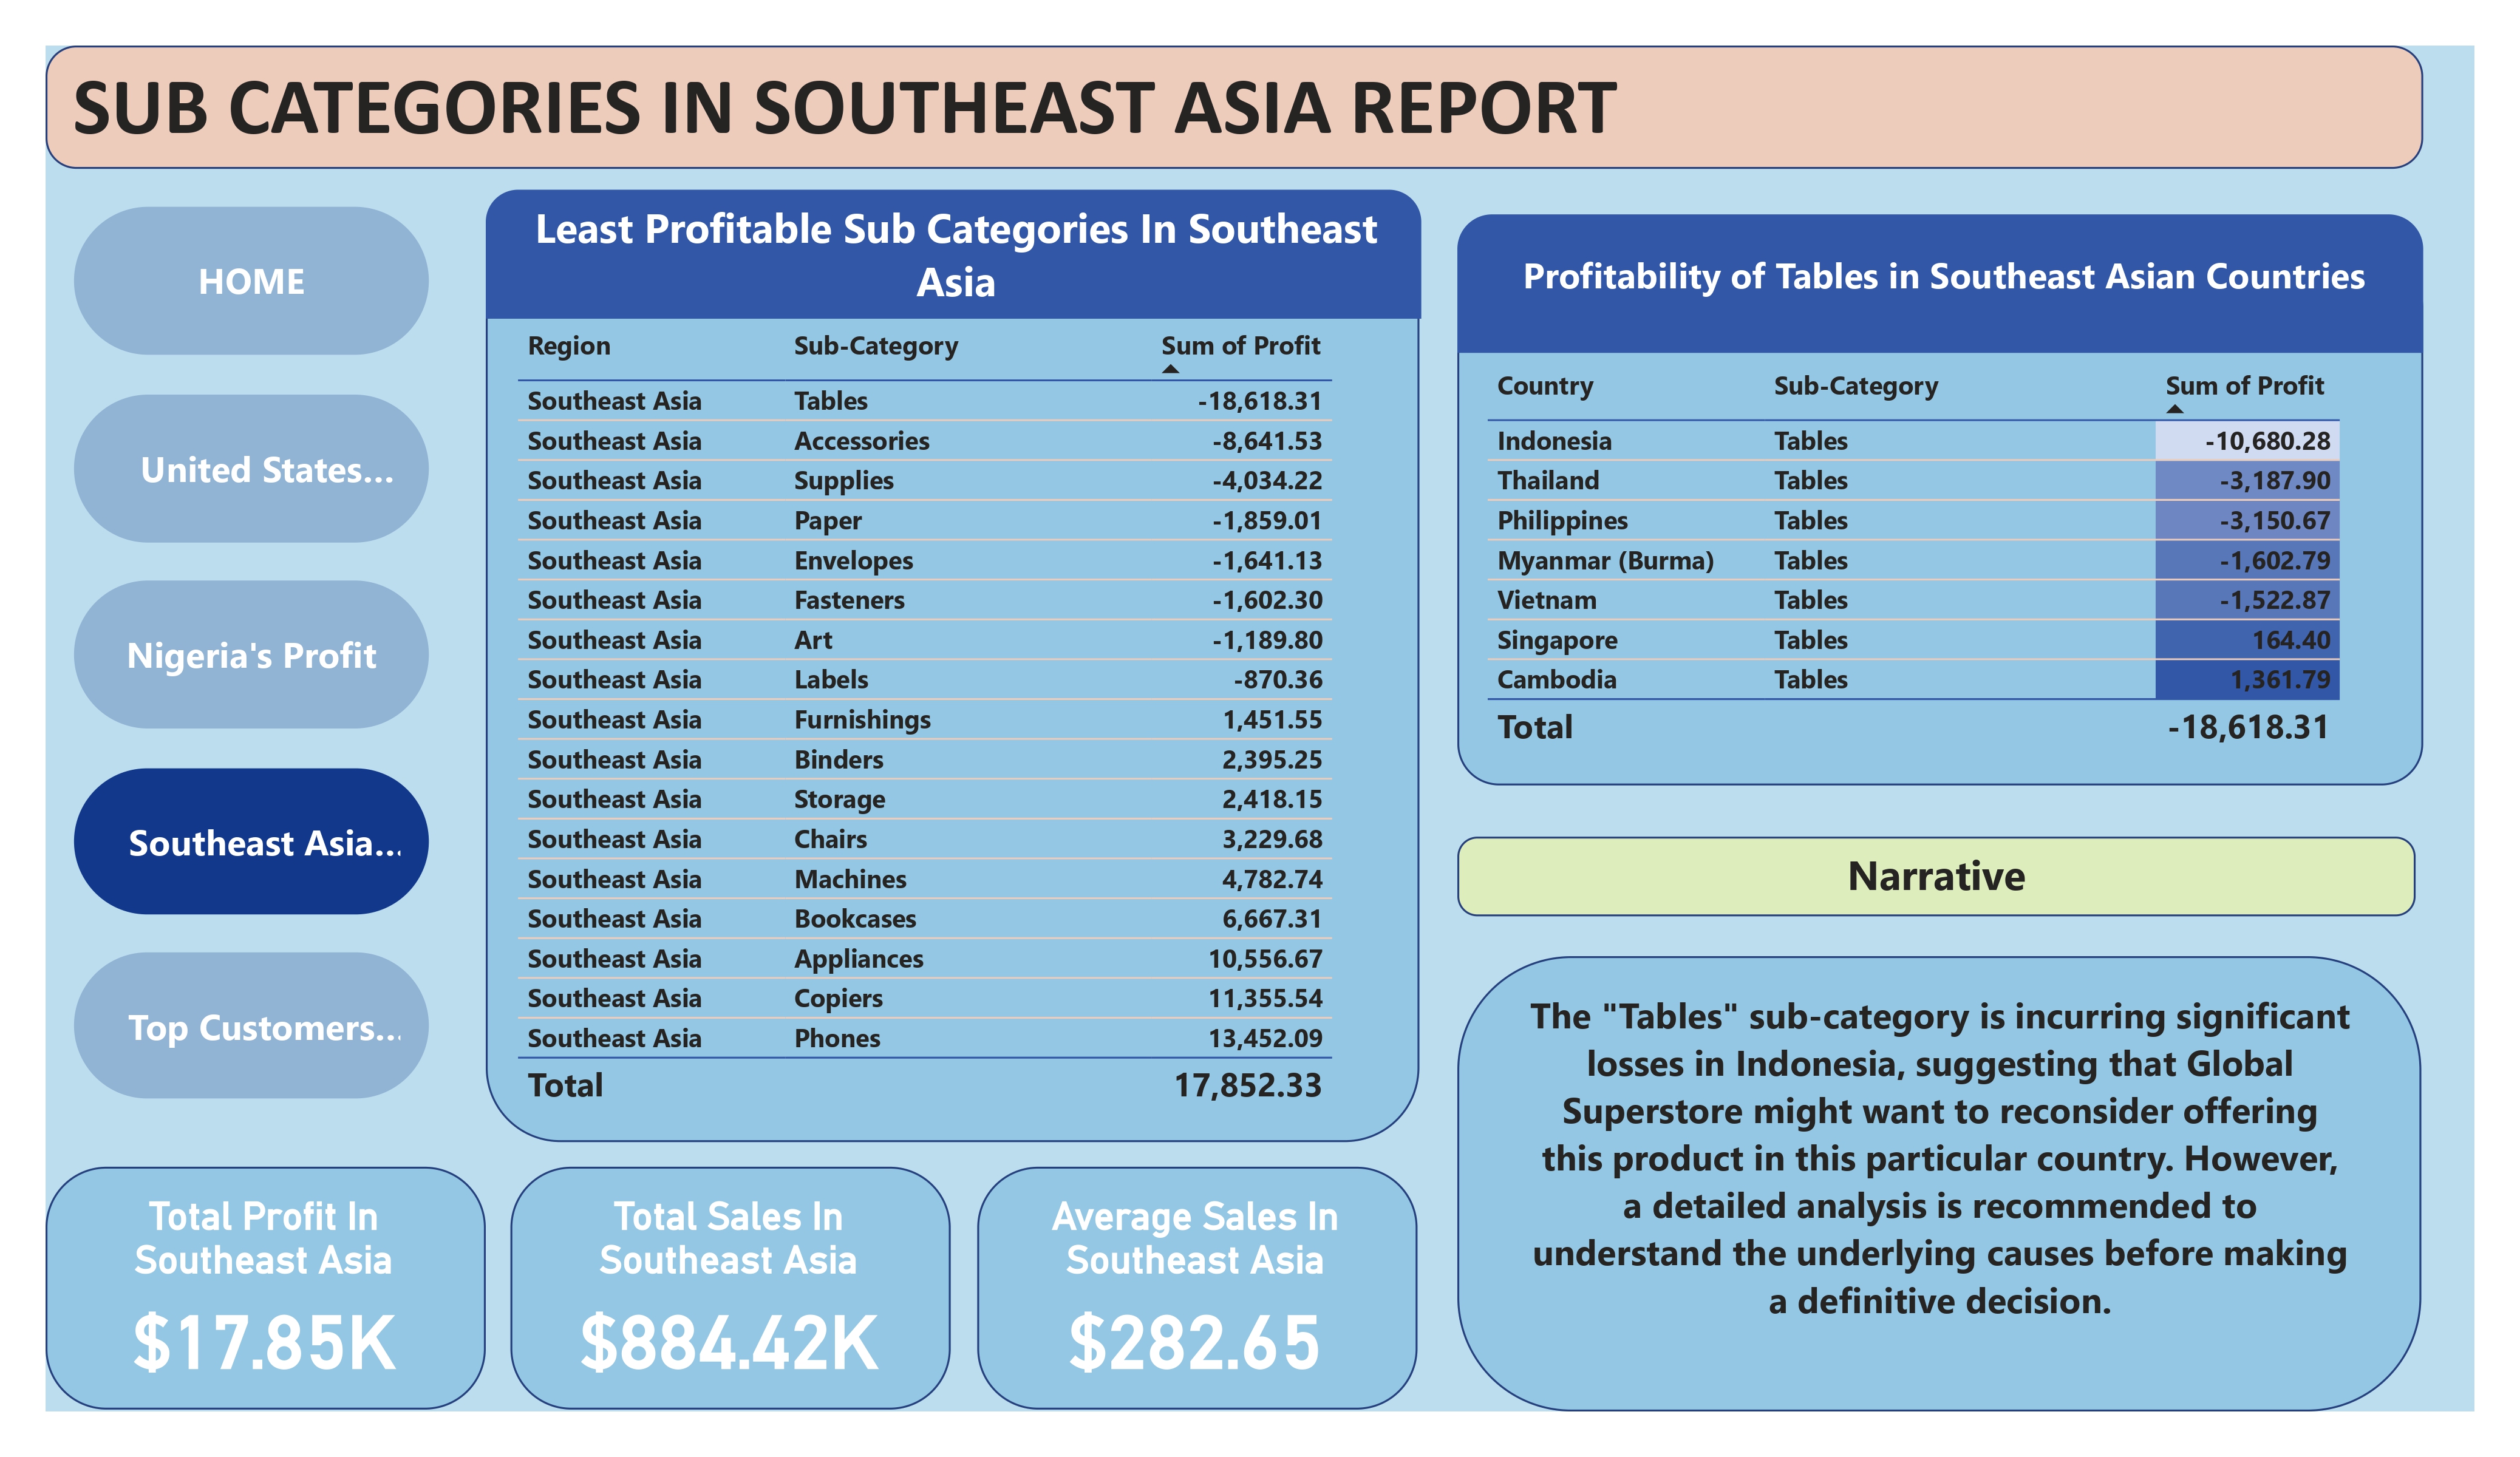 SUB CATEGORIES IN SOUTHEAST ASIA REPORT
HOME
United States...
Nigeria's Profit
Southeast Asia...
Top Customers...
Least Profitable Sub Categories In Southeast
Asia
Region Sub-Category Sum of Profit
Southeast Asia Tables -18,618.31
Southeast Asia Accessories -8,641.53
Southeast Asia Supplies -4,034.22
Southeast Asia Paper -1,859.01
Southeast Asia Envelopes -1,641.13
Southeast Asia Fasteners -1,602.30
Southeast Asia Art -1,189.80
Southeast Asia Labels -870.36
Southeast Asia Furnishings 1,451.55
Southeast Asia Binders 2,395.25
Southeast Asia Storage 2,418.15
Southeast Asia Chairs 3,229.68
Southeast Asia Machines 4,782.74
Southeast Asia Bookcases 6,667.31
Southeast Asia Appliances 10,556.67
Southeast Asia Copiers 11,355.54
Southeast Asia Phones 13,452.09
Total 17,852.33
Profitability of Tables in Southeast Asian Countries
Country Sub-Category Sum of Profit
Indonesia Tables -10,680.28
Thailand Tables -3,187.90
Philippines Tables -3,150.67
Myanmar (Burma) Tables -1,602.79
Vietnam Tables -1,522.87
Singapore Tables 164.40
Cambodia Tables 1,361.79
Total -18,618.31
Narrative
The "Tables" sub-category is incurring significant
losses in Indonesia, suggesting that Global
Superstore might want to reconsider offering
this product in this particular country. However,
a detailed analysis is recommended to
understand the underlying causes before making
a definitive decision.
Total Profit In
Southeast Asia
$17.85K
Total Sales In
Southeast Asia
$884.42K
Average Sales In
Southeast Asia
$282.65